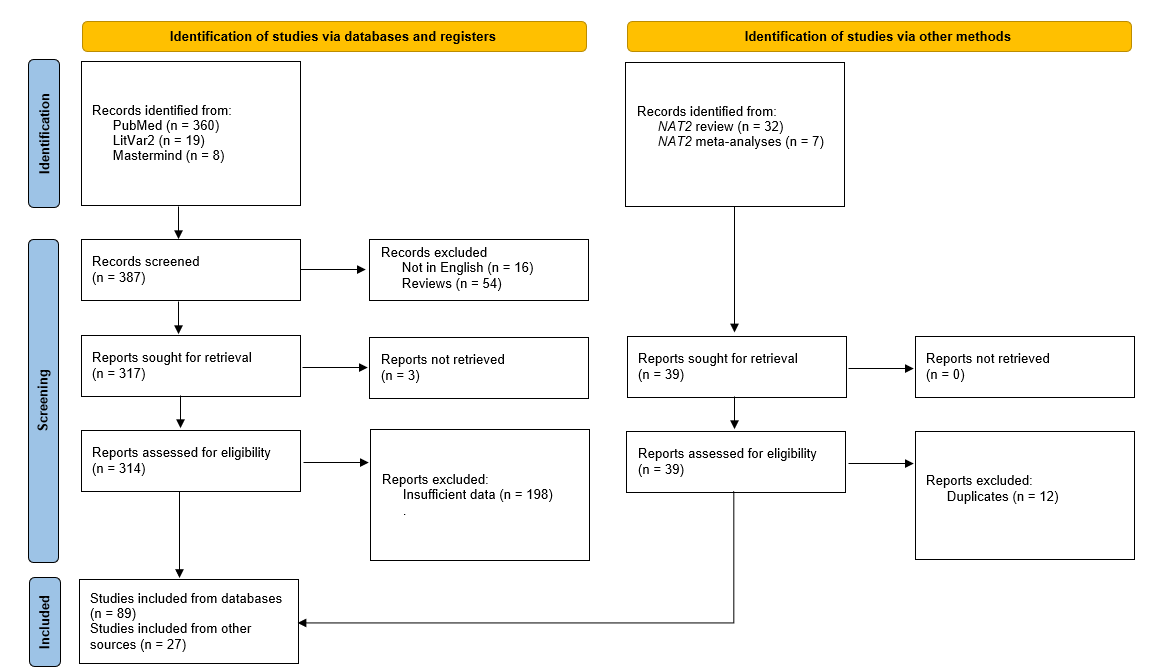 Identification of studies via databases and registers
Identification of studies via other methods
Identification
Records identified from:
PubMed (n = 360)
LitVar2 (n = 19)
Mastermind (n = 8)
Records identified from:
NAT2 review (n = 32)
NAT2 meta-analyses (n = 7)
Screening
Records screened
(n = 387)
Records excluded
Not in English (n = 16)
Reviews (n = 54)
Reports sought for retrieval
(n = 317)
Reports not retrieved
(n = 3)
Reports sought for retrieval
(n = 39)
Reports not retrieved
(n = 0)
Reports assessed for eligibility
(n = 314)
Reports excluded:
Insufficient data (n = 198)
.
Reports assessed for eligibility
(n = 39)
Reports excluded:
Duplicates (n = 12)
Included
Studies included from databases
(n = 89)
Studies included from other
sources (n = 27)